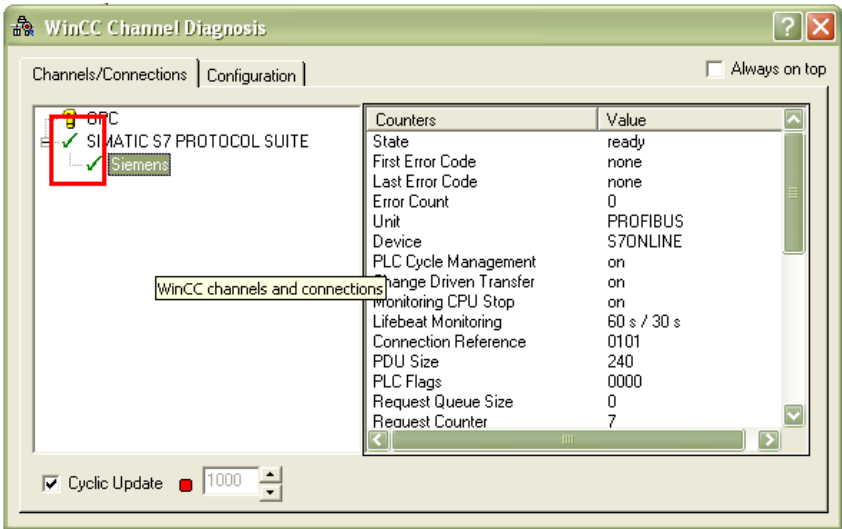 WinCC Channel Diagnosis
Channels/Connections Configuration Always on top
OPC
SIMATIC S7 PROTOCOL SUITE
Siemens
WinCC channels and connections
Counters Value
State ready
First Error Code none
Last Error Code none
Error Count 0
Unit PROFIBUS
Device S7ONLINE
PLC Cycle Management on
Change Driven Transfer on
Monitoring CPU Stop on
Lifebeat Monitoring 60 s / 30 s
Connection Reference 0101
PDU Size 240
PLC Flags 0000
Request Queue Size 0
Request Counter 7
Cyclic Update 1000